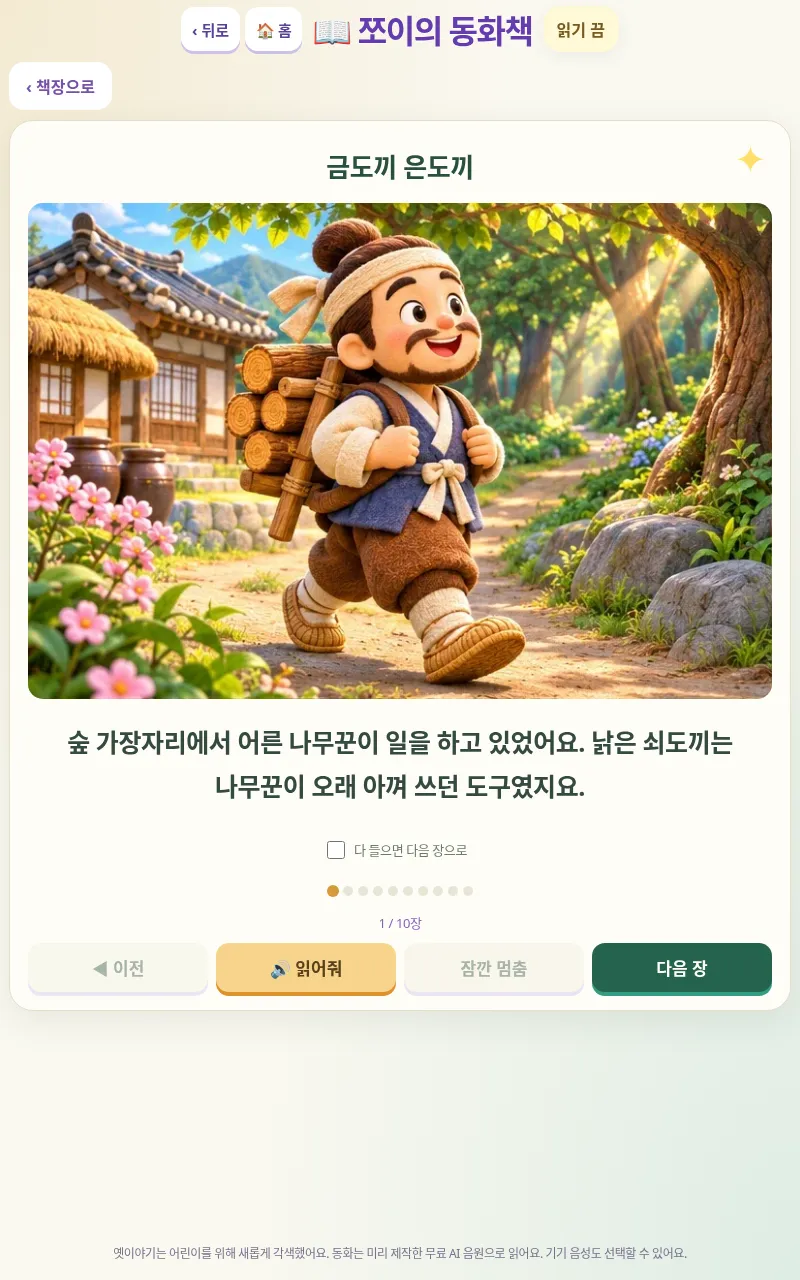 ‹ 뒤로
🏠 홈
📖 쪼이의 동화책
읽기 끔
‹ 책장으로
금도끼 은도끼
숲 가장자리에서 어른 나무꾼이 일을 하고 있었어요. 낡은 쇠도끼는
나무꾼이 오래 아껴 쓰던 도구였지요.
다 들으면 다음 장으로
1 / 10장
◀ 이전
🔊 읽어줘
잠깐 멈춤
다음 장
옛이야기는 어린이를 위해 새롭게 각색했어요. 동화는 미리 제작한 무료 AI 음원으로 읽어요. 기기 음성도 선택할 수 있어요.